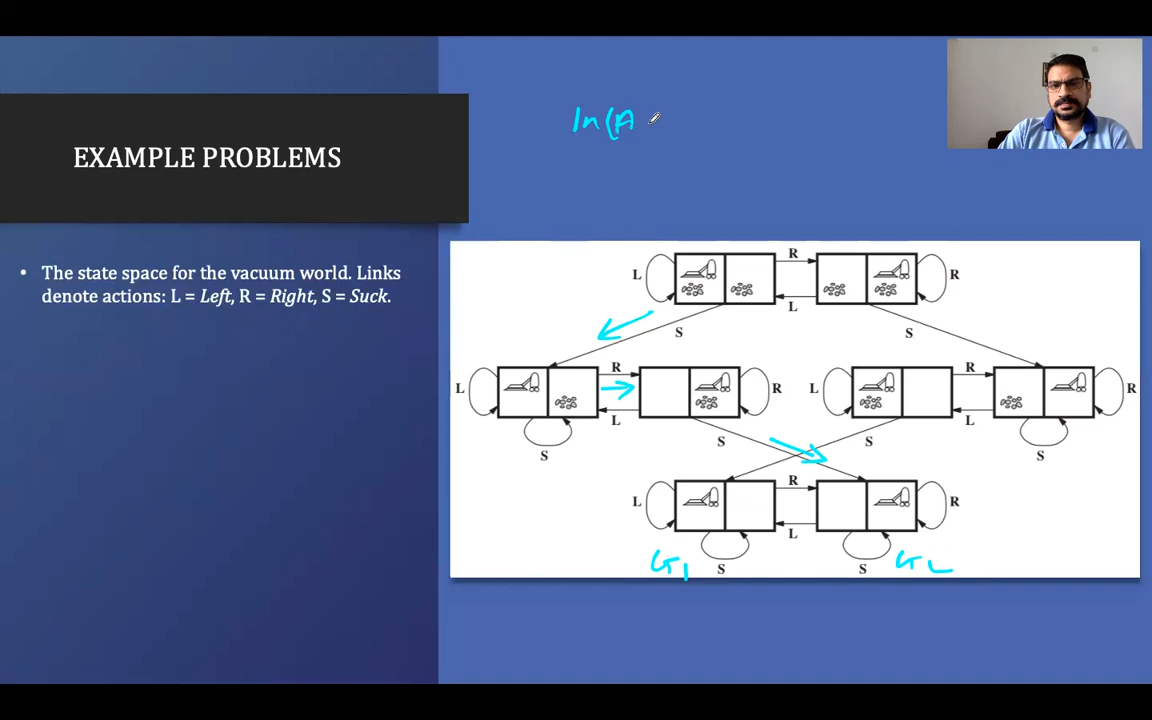 EXAMPLE PROBLEMS
• The state space for the vacuum world. Links
denote actions: L = Left, R = Right, S = Suck.
In(A
R
L
R
L
S
S
R
R
L
R
L
R
L
L
S
S
S
S
R
L
R
L
S
S
G1
G2